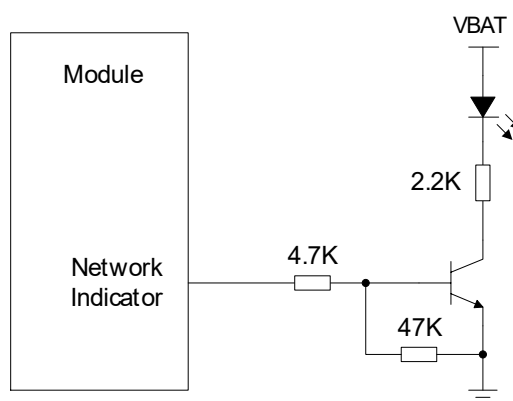 VBAT
Module
2.2K
4.7K
Network
Indicator
47K